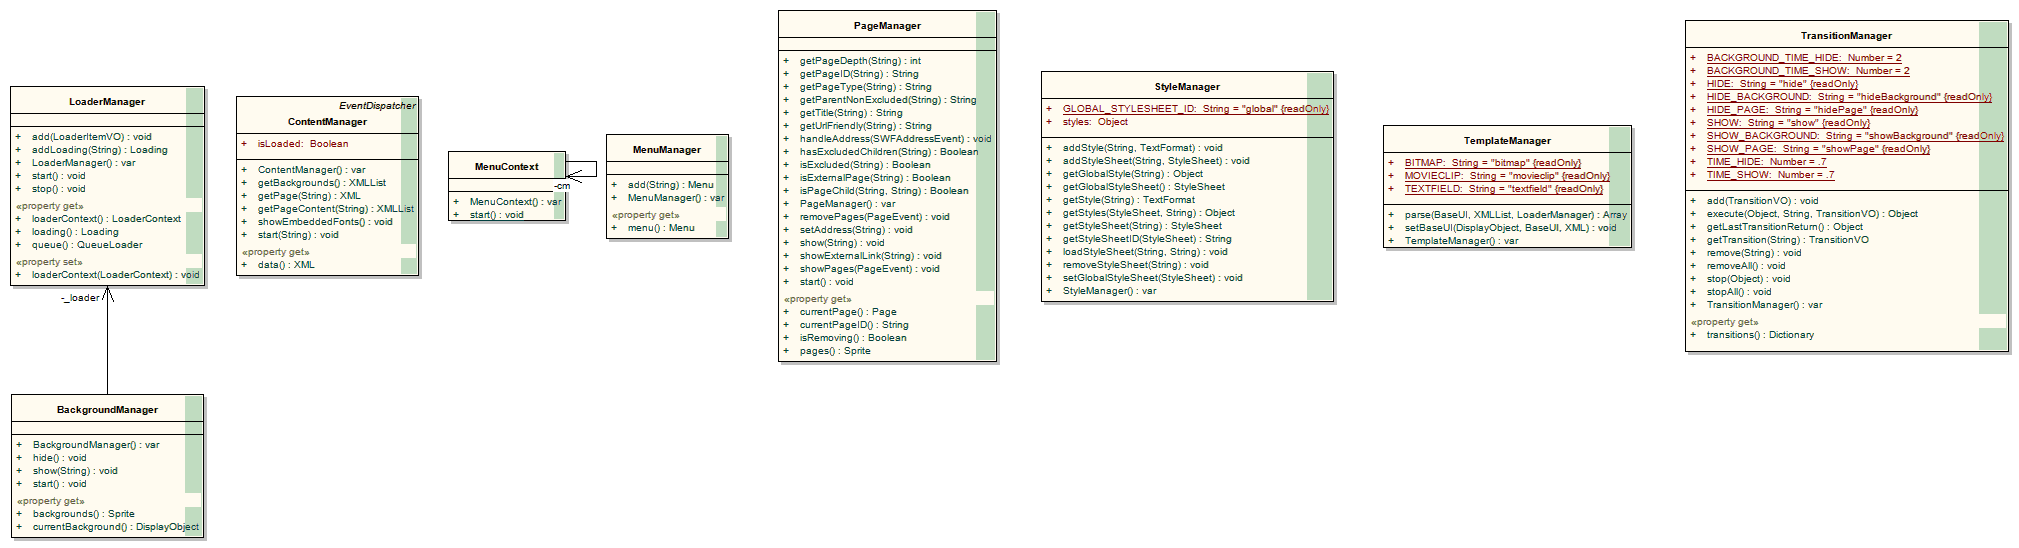 LoaderManager
+ add(LoaderItemVO) : void
+ addLoading(String) : Loading
+ LoaderManager() : var
+ start() : void
+ stop() : void
«property get»
+ loaderContext() : LoaderContext
+ loading() : Loading
+ queue() : QueueLoader
«property set»
+ loaderContext(LoaderContext) : void
-_loader
BackgroundManager
+ BackgroundManager() : var
+ hide() : void
+ show(String) : void
+ start() : void
«property get»
+ backgrounds() : Sprite
+ currentBackground() : DisplayObject
EventDispatcher
ContentManager
+ isLoaded: Boolean
+ ContentManager() : var
+ getBackgrounds() : XMLList
+ getPage(String) : XML
+ getPageContent(String) : XMLList
+ showEmbeddedFonts() : void
+ start(String) : void
«property get»
+ data() : XML
MenuContext
+ MenuContext() : var
+ start() : void
-cm
MenuManager
+ add(String) : Menu
+ MenuManager() : var
«property get»
+ menu() : Menu
PageManager
+ getPageDepth(String) : int
+ getPageID(String) : String
+ getPageType(String) : String
+ getParentNonExcluded(String) : String
+ getTitle(String) : String
+ getUrlFriendly(String) : String
+ handleAddress(SWFAddressEvent) : void
+ hasExcludedChildren(String) : Boolean
+ isExcluded(String) : Boolean
+ isExternalPage(String) : Boolean
+ isPageChild(String, String) : Boolean
+ PageManager() : var
+ removePages(PageEvent) : void
+ setAddress(String) : void
+ show(String) : void
+ showExternalLink(String) : void
+ showPages(PageEvent) : void
+ start() : void
«property get»
+ currentPage() : Page
+ currentPageID() : String
+ isRemoving() : Boolean
+ pages() : Sprite
StyleManager
+ GLOBAL_STYLESHEET_ID: String = "global" {readOnly}
+ styles: Object
+ addStyle(String, TextFormat) : void
+ addStyleSheet(String, StyleSheet) : void
+ getGlobalStyle(String) : Object
+ getGlobalStyleSheet() : StyleSheet
+ getStyle(String) : TextFormat
+ getStyles(StyleSheet, String) : Object
+ getStyleSheet(String) : StyleSheet
+ getStyleSheetID(StyleSheet) : String
+ loadStyleSheet(String, String) : void
+ removeStyleSheet(String) : void
+ setGlobalStyleSheet(StyleSheet) : void
+ StyleManager() : var
TemplateManager
+ BITMAP: String = "bitmap" {readOnly}
+ MOVIECLIP: String = "movieclip" {readOnly}
+ TEXTFIELD: String = "textfield" {readOnly}
+ parse(BaseUI, XMLList, LoaderManager) : Array
+ setBaseUI(DisplayObject, BaseUI, XML) : void
+ TemplateManager() : var
TransitionManager
+ BACKGROUND_TIME_HIDE: Number = 2
+ BACKGROUND_TIME_SHOW: Number = 2
+ HIDE: String = "hide" {readOnly}
+ HIDE_BACKGROUND: String = "hideBackground" {readOnly}
+ HIDE_PAGE: String = "hidePage" {readOnly}
+ SHOW: String = "show" {readOnly}
+ SHOW_BACKGROUND: String = "showBackground" {readOnly}
+ SHOW_PAGE: String = "showPage" {readOnly}
+ TIME_HIDE: Number = .7
+ TIME_SHOW: Number = .7
+ add(TransitionVO) : void
+ execute(Object, String, TransitionVO) : Object
+ getLastTransitionReturn() : Object
+ getTransition(String) : TransitionVO
+ remove(String) : void
+ removeAll() : void
+ stop(Object) : void
+ stopAll() : void
+ TransitionManager() : var
«property get»
+ transitions() : Dictionary